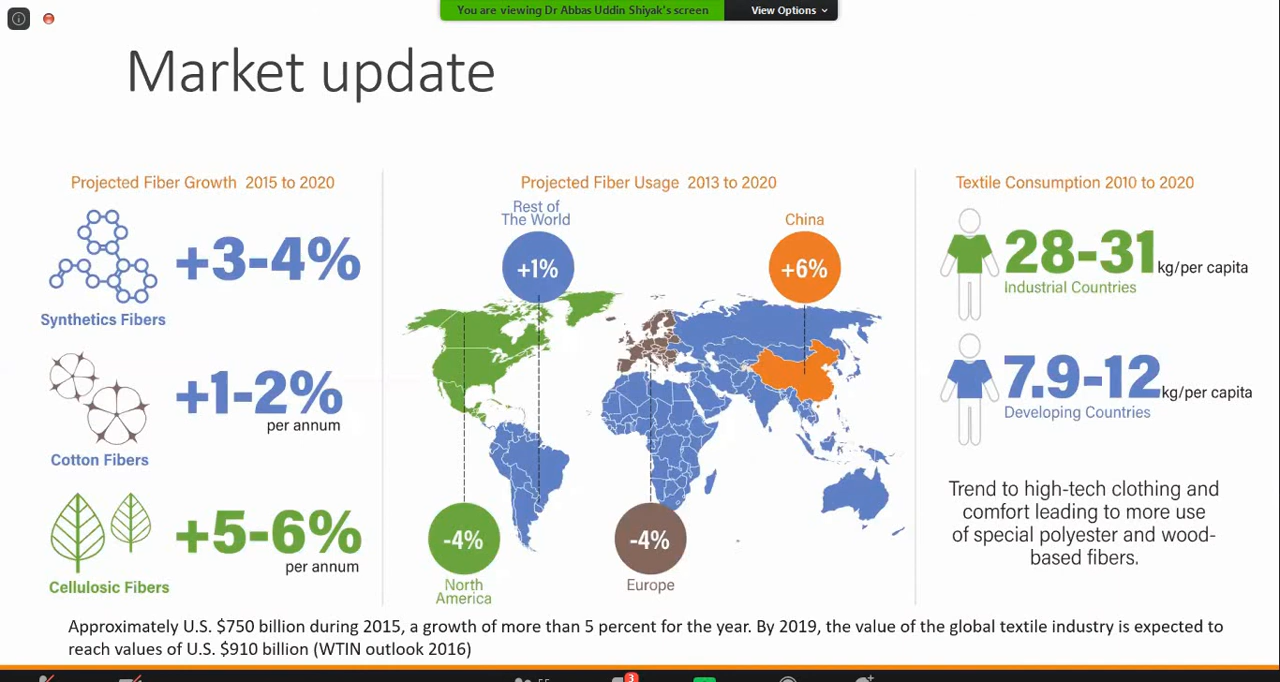 You are viewing Dr Abbas Uddin Shiyak's screen
View Options
Market update
Projected Fiber Growth 2015 to 2020
+3-4%
Synthetics Fibers
+1-2%
per annum
Cotton Fibers
+5-6%
per annum
Cellulosic Fibers
Projected Fiber Usage 2013 to 2020
Rest of
The World
+1%
China
+6%
-4%
North
America
-4%
Europe
Textile Consumption 2010 to 2020
28-31 kg/per capita
Industrial Countries
7.9-12 kg/per capita
Developing Countries
Trend to high-tech clothing and
comfort leading to more use
of special polyester and wood-
based fibers.
Approximately U.S. $750 billion during 2015, a growth of more than 5 percent for the year. By 2019, the value of the global textile industry is expected to
reach values of U.S. $910 billion (WTIN outlook 2016)
3